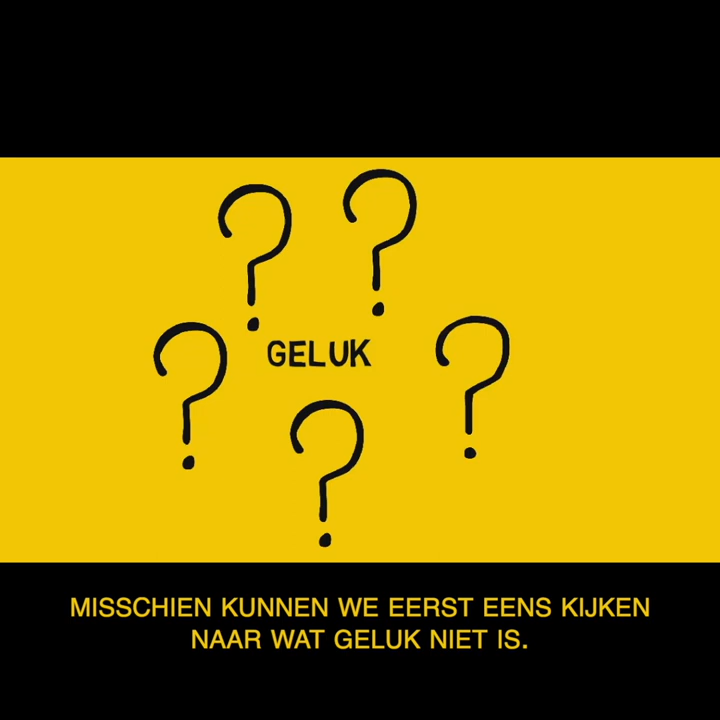 ? ?
? GELUK ?
?
MISSCHIEN KUNNEN WE EERST EENS KIJKEN
NAAR WAT GELUK NIET IS.